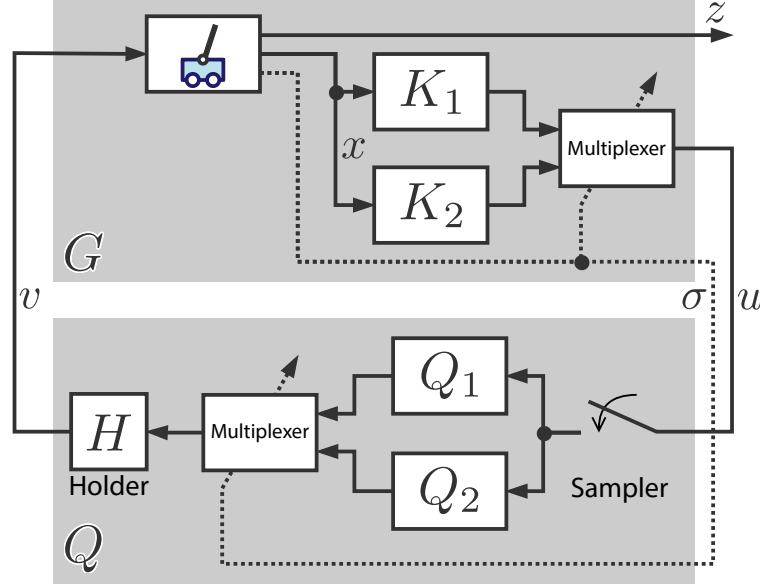 z
K1
Multiplexer
x
K2
G
v
σ
u
Q1
H
Multiplexer
Holder
Q2
Sampler
Q